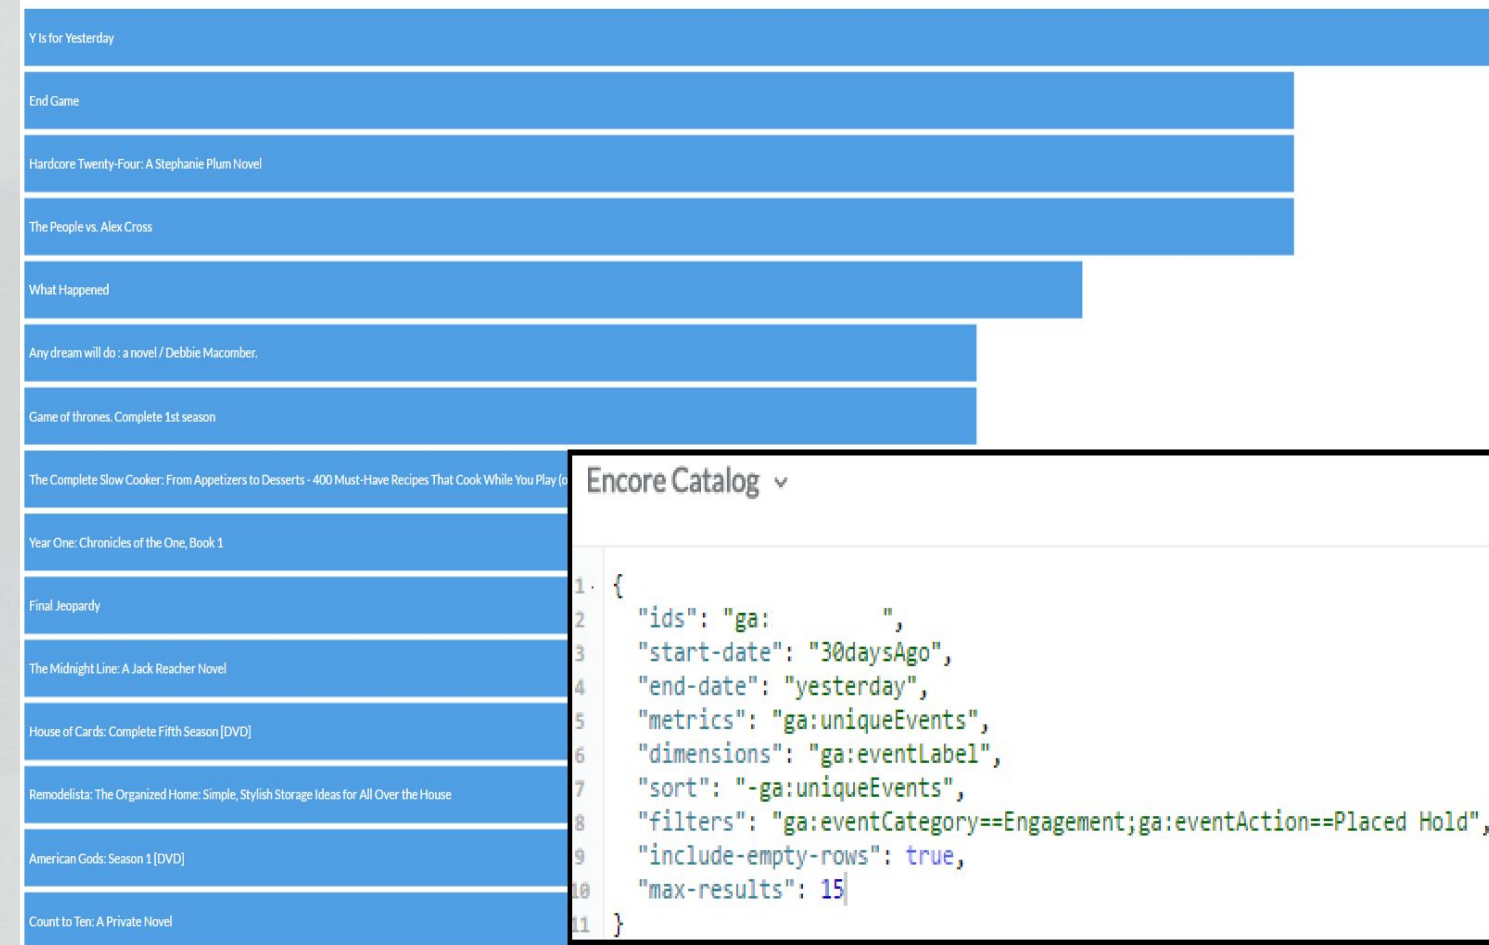 Y Is for Yesterday
End Game
Hardcore Twenty-Four: A Stephanie Plum Novel
The People vs. Alex Cross
What Happened
Any dream will do : a novel / Debbie Macomber.
Game of thrones. Complete 1st season
The Complete Slow Cooker: From Appetizers to Desserts - 400 Must-Have Recipes That Cook While You Play (o
Year One: Chronicles of the One, Book 1
Final Jeopardy
The Midnight Line: A Jack Reacher Novel
House of Cards: Complete Fifth Season [DVD]
Remodelista: The Organized Home: Simple, Stylish Storage Ideas for All Over the House
American Gods: Season 1 [DVD]
Count to Ten: A Private Novel
Encore Catalog
1 {
2 "ids": "ga: ",
3 "start-date": "30daysAgo",
4 "end-date": "yesterday",
5 "metrics": "ga:uniqueEvents",
6 "dimensions": "ga:eventLabel",
7 "sort": "-ga:uniqueEvents",
8 "filters": "ga:eventCategory==Engagement;ga:eventAction==Placed Hold",
9 "include-empty-rows": true,
10 "max-results": 15
11 }